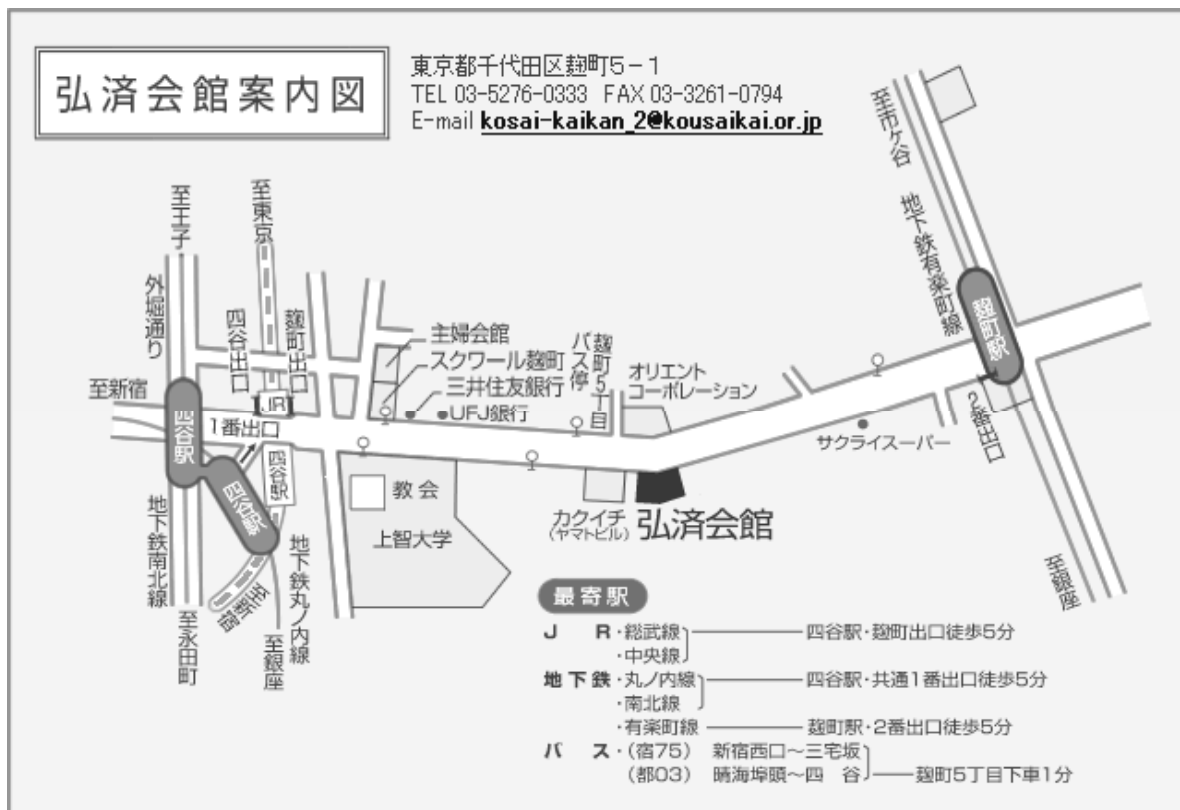 弘済会館案内図
東京都千代田区麹町5-1
TEL 03-5276-0333 FAX 03-3261-0794
E-mail kosai-kaikan_2@kousaikai.or.jp
至王子
外堀通り
至東京
四谷出口
麹町出口
至新宿
四谷駅
1番出口
JR
四谷駅
四谷駅
地下鉄南北線
至永田町
至新宿
至銀座
地下鉄丸ノ内線
主婦会館
スクワール麹町
三井住友銀行
UFJ銀行
麹町5丁目
バス停
オリエント
コーポレーション
教会
上智大学
カクイチ
(ヤマトビル)
弘済会館
サクライスーパー
至市ケ谷
地下鉄有楽町線
麹町駅
2番出口
至銀座
最寄駅
J R・総武線 四谷駅・麹町出口徒歩5分
・中央線
地下鉄・丸ノ内線 四谷駅・共通1番出口徒歩5分
・南北線
・有楽町線 麹町駅・2番出口徒歩5分
バ ス・(宿75) 新宿西口~三宅坂
(都03) 晴海埠頭~四 谷 麹町5丁目下車1分